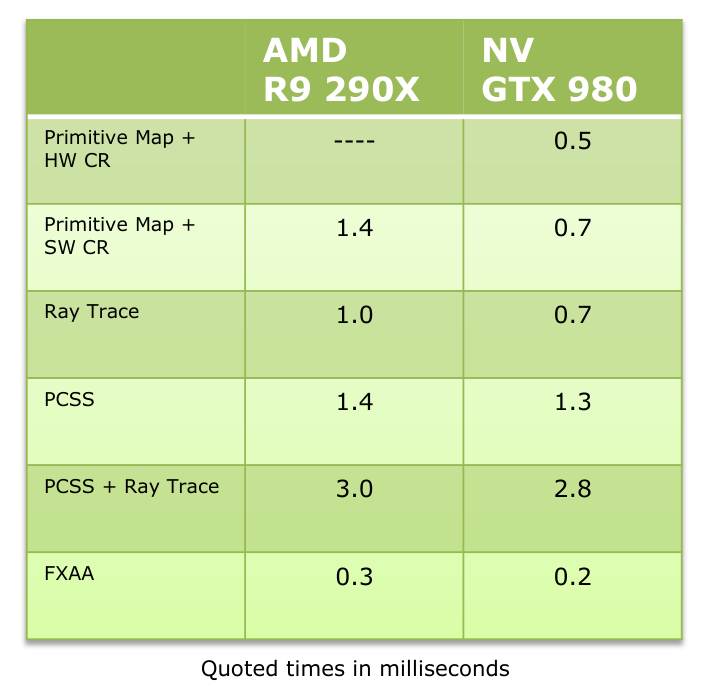 AMD
R9 290X
NV
GTX 980
Primitive Map +
HW CR
----
0.5
Primitive Map +
SW CR
1.4
0.7
Ray Trace
1.0
0.7
PCSS
1.4
1.3
PCSS + Ray Trace
3.0
2.8
FXAA
0.3
0.2
Quoted times in milliseconds